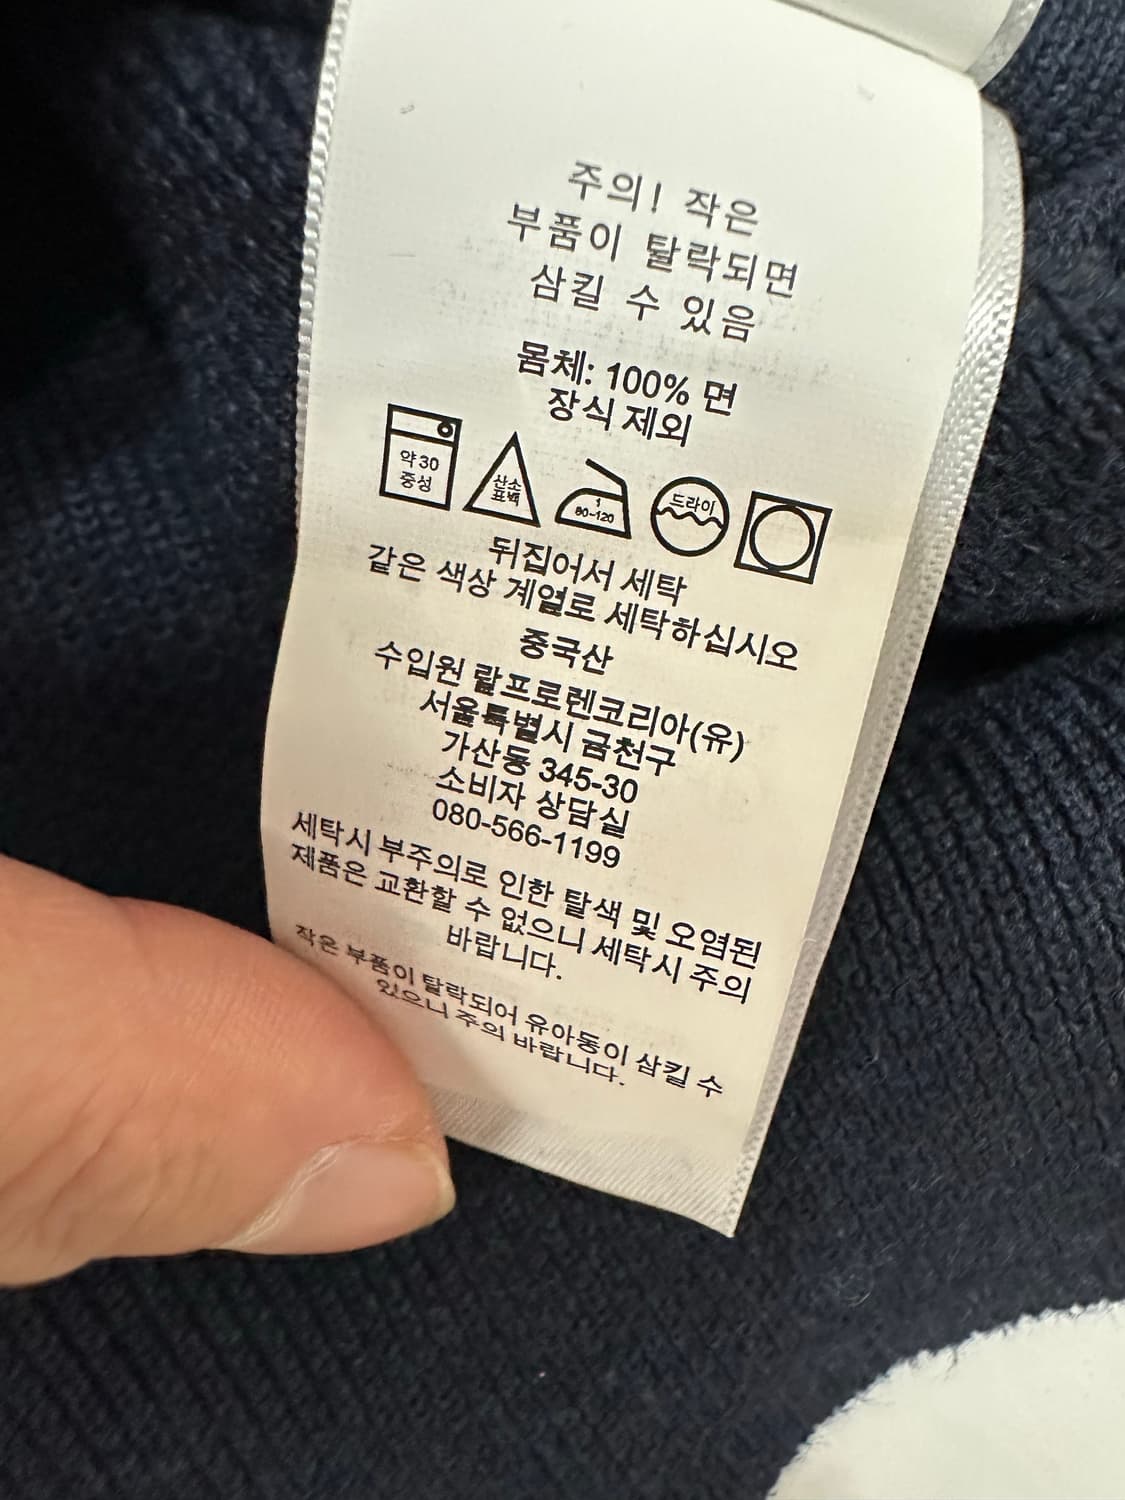 주의! 작은
부품이 탈락되면
삼킬 수 있음
몸체: 100% 면
장식 제외
약 30
중성
산소
표백
1
80-120
드라이
뒤집어서 세탁
같은 색상 계열로 세탁하십시오
중국산
수입원 랄프로렌코리아(유)
서울특별시 금천구
가산동 345-30
소비자 상담실
080-566-1199
세탁시 부주의로 인한 탈색 및 오염된
제품은 교환할 수 없으니 세탁시 주의
바랍니다.
작은 부품이 탈락되어 유아동이 삼킬 수
있으니 주의 바랍니다.